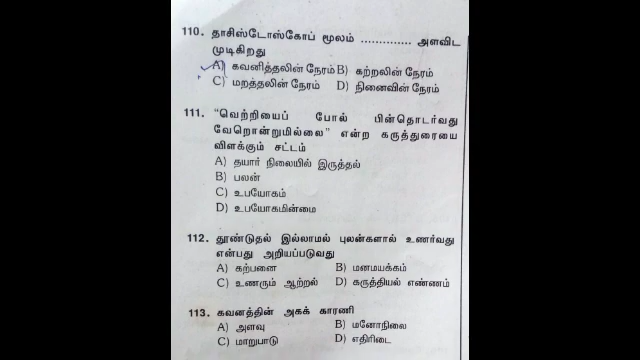 110. தாசிஸ்டோஸ்கோப் மூலம் .............. அளவிட
முடிகிறது
A) கவனித்தலின் நேரம் B) கற்றலின் நேரம்
C) மறத்தலின் நேரம் D) நினைவின் நேரம்
111. “வெற்றியைப் போல் பின்தொடர்வது
வேறொன்றுமில்லை” என்ற கருத்துரையை
விளக்கும் சட்டம்
A) தயார் நிலையில் இருத்தல்
B) பலன்
C) உபயோகம்
D) உபயோகமின்மை
112. தூண்டுதல் இல்லாமல் புலன்களால் உணர்வது
என்பது அறியப்படுவது
A) கற்பனை B) மனமயக்கம்
C) உணரும் ஆற்றல் D) கருத்தியல் எண்ணம்
113. கவனத்தின் அகக் காரணி
A) அளவு B) மனோநிலை
C) மாறுபாடு D) எதிரிடை